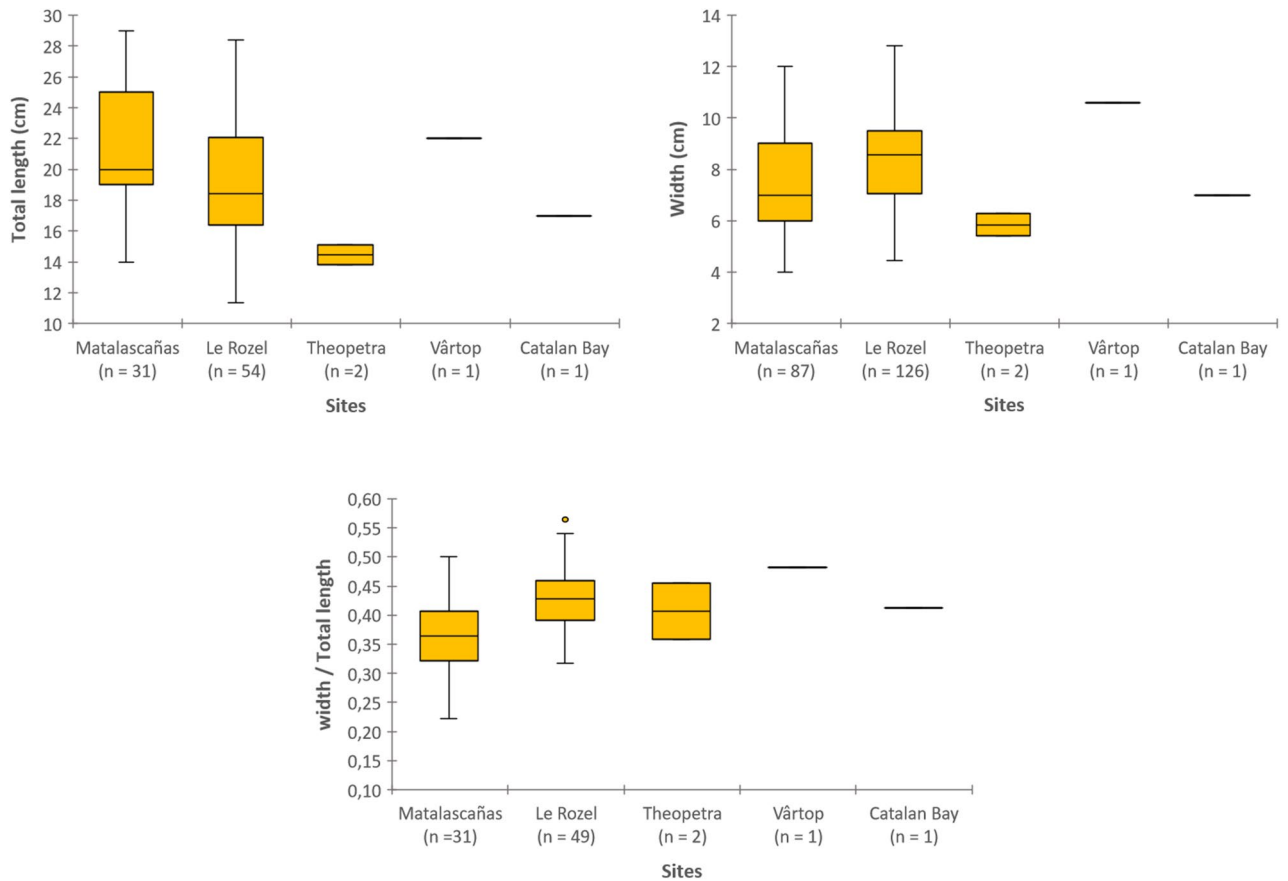 Total length (cm)
30
28
26
24
22
20
18
16
14
12
10
Matalascañas
(n = 31)
Le Rozel
(n = 54)
Theopetra
(n =2)
Vârtop
(n = 1)
Catalan Bay
(n = 1)
Sites
Width (cm)
14
12
10
8
6
4
2
Matalascañas
(n = 87)
Le Rozel
(n = 126)
Theopetra
(n = 2)
Vârtop
(n = 1)
Catalan Bay
(n = 1)
Sites
width / Total length
0,60
0,55
0,50
0,45
0,40
0,35
0,30
0,25
0,20
0,15
0,10
Matalascañas
(n =31)
Le Rozel
(n = 49)
Theopetra
(n = 2)
Vârtop
(n = 1)
Catalan Bay
(n = 1)
Sites